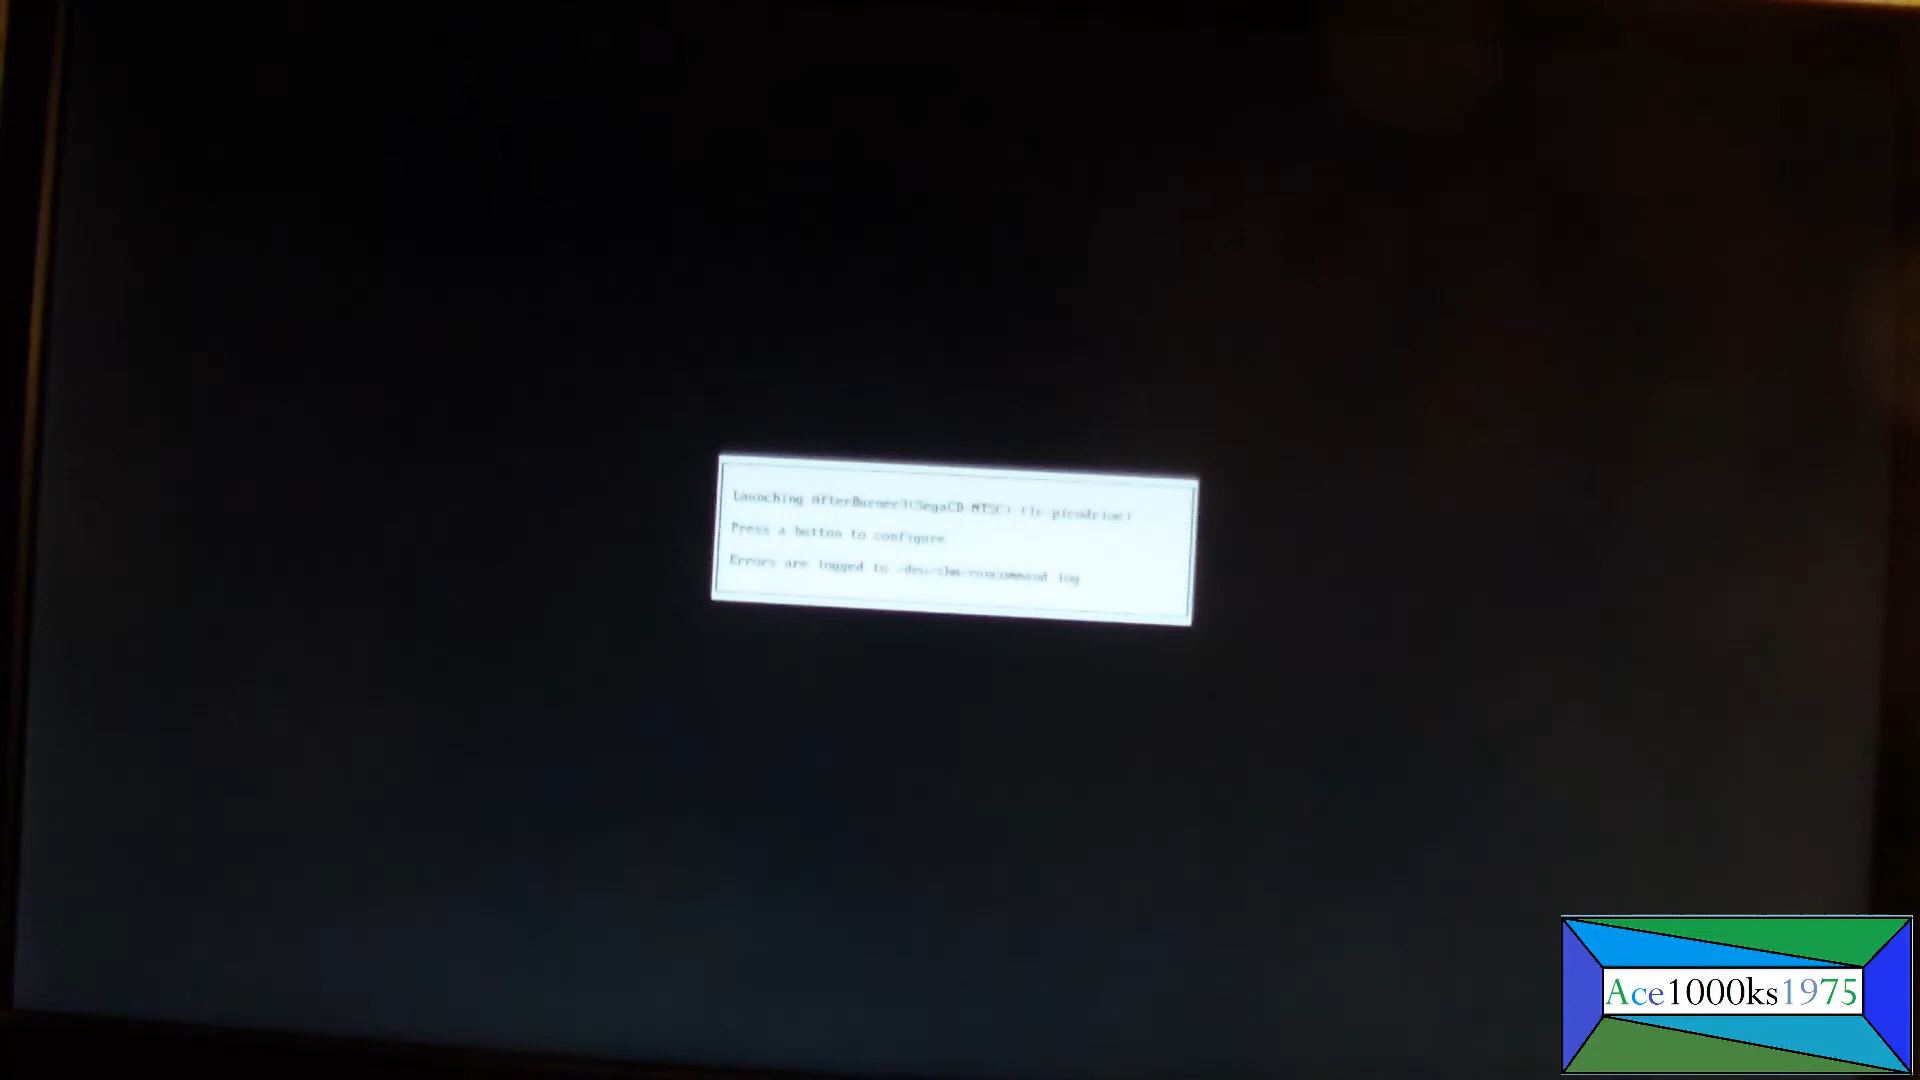 Launching AfterBurner3(SegaCD-NTSC) (lr-picodrive)
Press a button to configure
Errors are logged to /dev/shm/runcommand.log
Ace1000ks1975